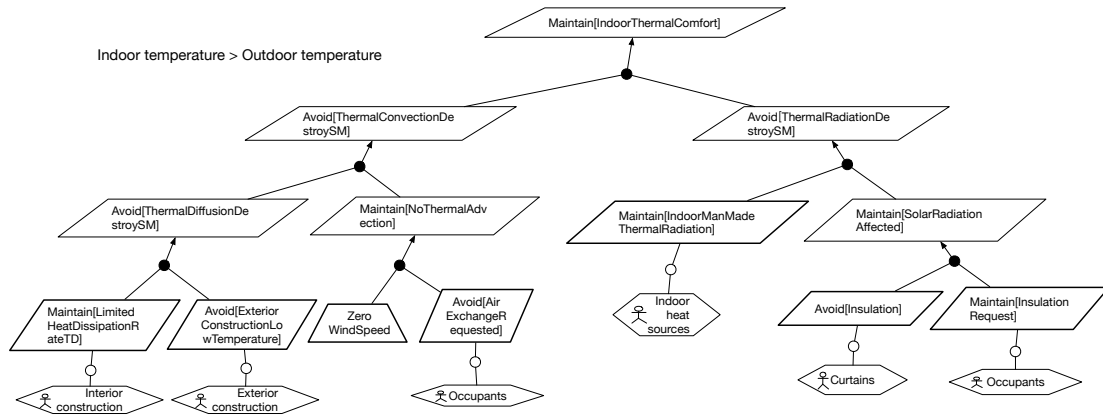 Maintain[IndoorThermalComfort]
Indoor temperature > Outdoor temperature
Avoid[ThermalConvectionDe
stroySM]
Avoid[ThermalRadiationDe
stroySM]
Avoid[ThermalDiffusionDe
stroySM]
Maintain[NoThermalAdv
ection]
Maintain[IndoorManMade
ThermalRadiation]
Maintain[SolarRadiation
Affected]
Maintain[Limited
HeatDissipationR
ateTD]
Avoid[Exterior
ConstructionLo
wTemperature]
Zero
WindSpeed
Avoid[Air
ExchangeR
equested]
Indoor
heat
sources
Avoid[Insulation]
Maintain[Insulation
Request]
Interior
construction
Exterior
construction
Occupants
Curtains
Occupants